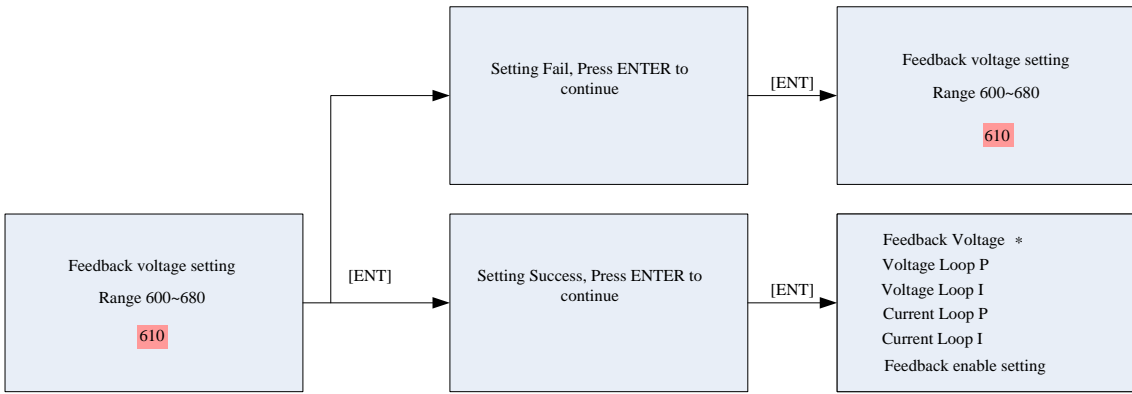 Setting Fail, Press ENTER to
continue
[ENT]
Feedback voltage setting
Range 600~680
610
Feedback voltage setting
Range 600~680
610
[ENT]
Setting Success, Press ENTER to
continue
[ENT]
Feedback Voltage *
Voltage Loop P
Voltage Loop I
Current Loop P
Current Loop I
Feedback enable setting